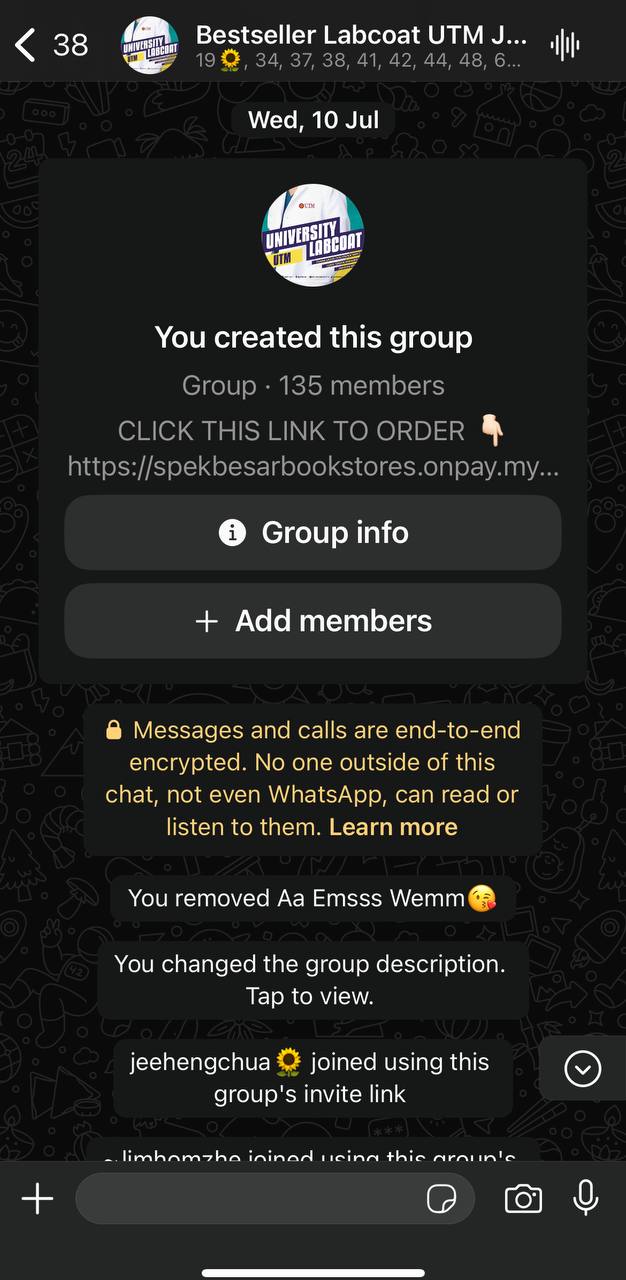 38
Bestseller Labcoat UTM J...
19🌻, 34, 37, 38, 41, 42, 44, 48, 6...
Wed, 10 Jul
UTM
UNIVERSITY
LABCOAT
UTM
You created this group
Group · 135 members
CLICK THIS LINK TO ORDER 👇🏻
https://spekbesarbookstores.onpay.my...
Group info
+ Add members
🔒 Messages and calls are end-to-end
encrypted. No one outside of this
chat, not even WhatsApp, can read or
listen to them. Learn more
You removed Aa Emsss Wemm😘
You changed the group description.
Tap to view.
jeehengchua🌻 joined using this
group's invite link
~limhomzhe joined using this group's